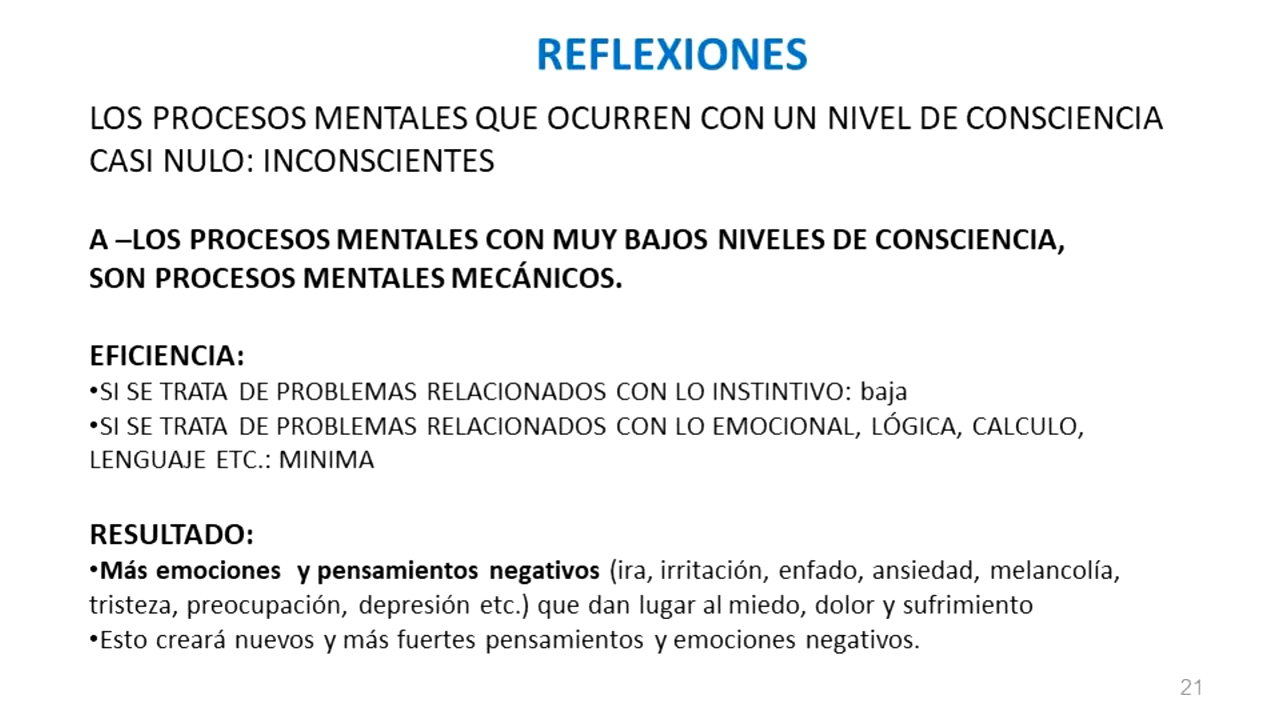 REFLEXIONES
LOS PROCESOS MENTALES QUE OCURREN CON UN NIVEL DE CONSCIENCIA
CASI NULO: INCONSCIENTES
A –LOS PROCESOS MENTALES CON MUY BAJOS NIVELES DE CONSCIENCIA,
SON PROCESOS MENTALES MECÁNICOS.
EFICIENCIA:
•SI SE TRATA DE PROBLEMAS RELACIONADOS CON LO INSTINTIVO: baja
•SI SE TRATA DE PROBLEMAS RELACIONADOS CON LO EMOCIONAL, LÓGICA, CALCULO,
LENGUAJE ETC.: MINIMA
RESULTADO:
•Más emociones y pensamientos negativos (ira, irritación, enfado, ansiedad, melancolía,
tristeza, preocupación, depresión etc.) que dan lugar al miedo, dolor y sufrimiento
•Esto creará nuevos y más fuertes pensamientos y emociones negativos.
21